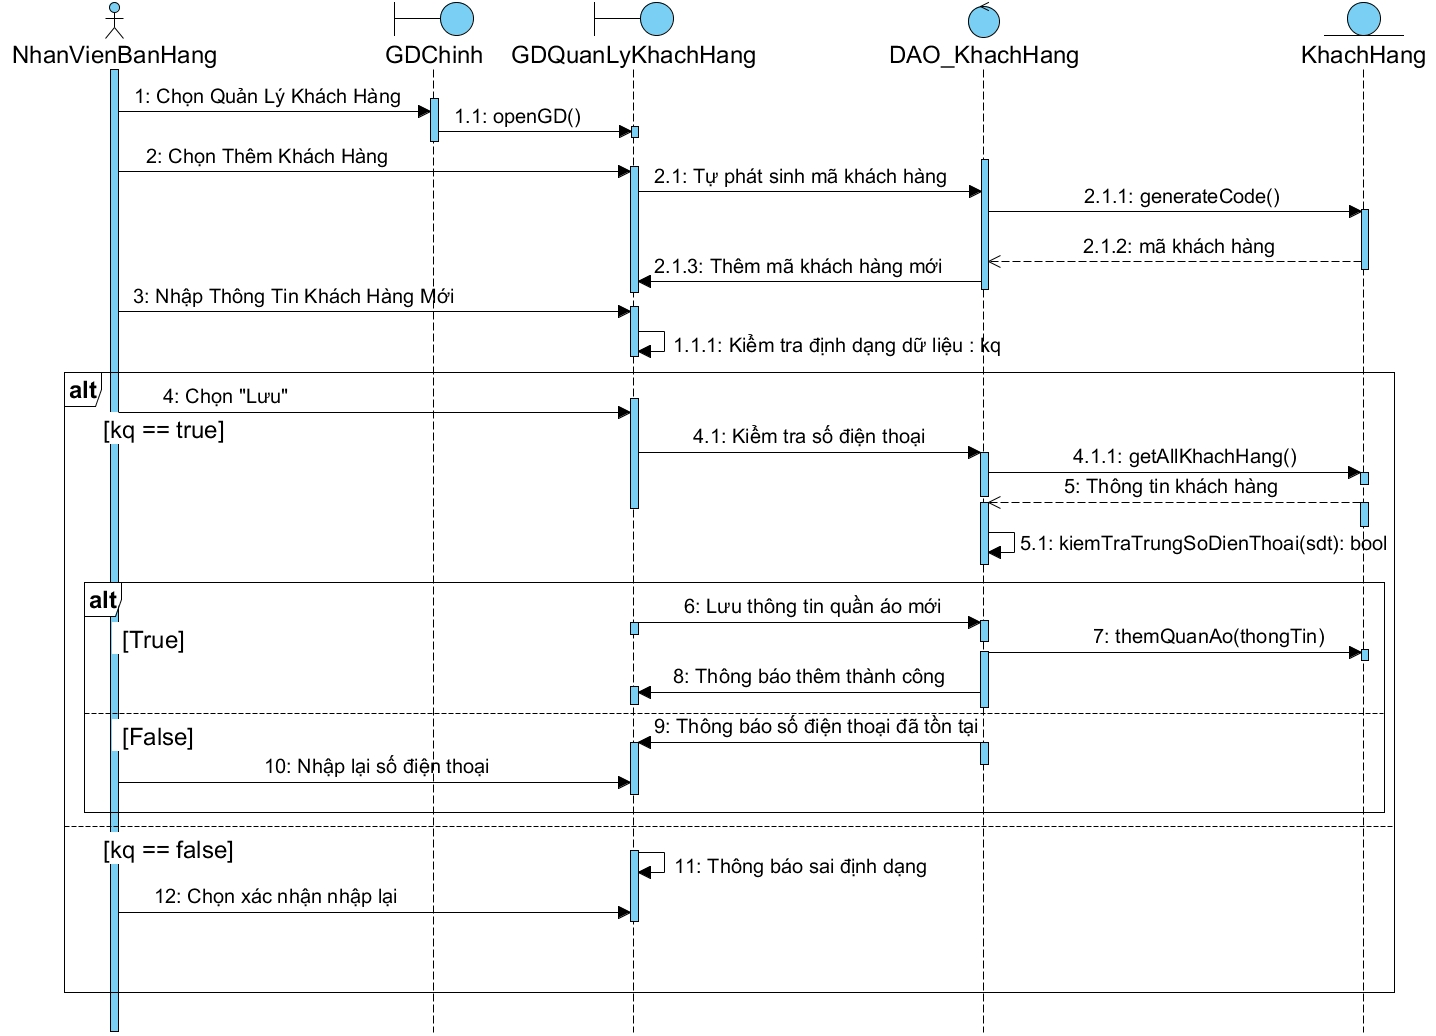 NhanVienBanHang
GDChinh
GDQuanLyKhachHang
DAO_KhachHang
KhachHang
1: Chọn Quản Lý Khách Hàng
1.1: openGD()
2: Chọn Thêm Khách Hàng
2.1: Tự phát sinh mã khách hàng
2.1.1: generateCode()
2.1.2: mã khách hàng
2.1.3: Thêm mã khách hàng mới
3: Nhập Thông Tin Khách Hàng Mới
1.1.1: Kiểm tra định dạng dữ liệu : kq
alt
4: Chọn "Lưu"
[kq == true]
4.1: Kiểm tra số điện thoại
4.1.1: getAllKhachHang()
5: Thông tin khách hàng
5.1: kiemTraTrungSoDienThoai(sdt): bool
alt
6: Lưu thông tin quần áo mới
[True]
7: themQuanAo(thongTin)
8: Thông báo thêm thành công
9: Thông báo số điện thoại đã tồn tại
[False]
10: Nhập lại số điện thoại
[kq == false]
11: Thông báo sai định dạng
12: Chọn xác nhận nhập lại